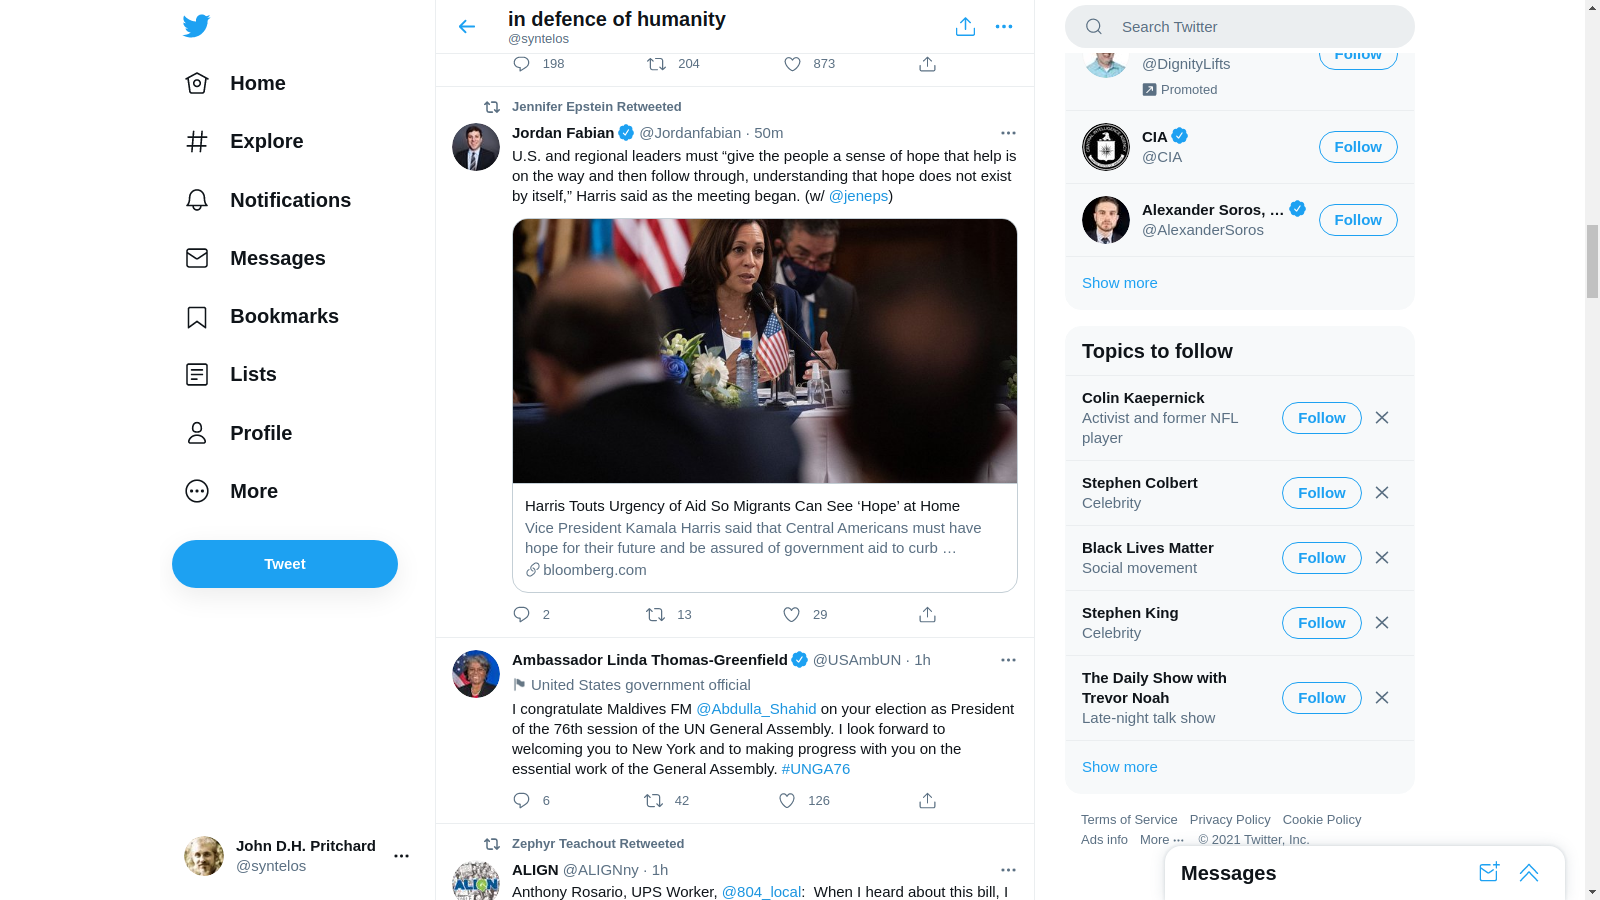 Home
Explore
Notifications
Messages
Bookmarks
Lists
Profile
More
Tweet
John D.H. Pritchard
@syntelos
in defence of humanity
@syntelos
198 204 873
Jennifer Epstein Retweeted
Jordan Fabian @Jordanfabian · 50m
U.S. and regional leaders must “give the people a sense of hope that help is
on the way and then follow through, understanding that hope does not exist
by itself,” Harris said as the meeting began. (w/ @jeneps)
Harris Touts Urgency of Aid So Migrants Can See ‘Hope’ at Home
Vice President Kamala Harris said that Central Americans must have
hope for their future and be assured of government aid to curb …
bloomberg.com
2 13 29
Ambassador Linda Thomas-Greenfield @USAmbUN · 1h
United States government official
I congratulate Maldives FM @Abdulla_Shahid on your election as President
of the 76th session of the UN General Assembly. I look forward to
welcoming you to New York and to making progress with you on the
essential work of the General Assembly. #UNGA76
6 42 126
Zephyr Teachout Retweeted
ALIGN @ALIGNny · 1h
ALIGN
Anthony Rosario, UPS Worker, @804_local: When I heard about this bill, I
Search Twitter
@DignityLifts
Follow
Promoted
CIA
@CIA
Follow
Alexander Soros, …
@AlexanderSoros
Follow
Show more
Topics to follow
Colin Kaepernick
Activist and former NFL
player
Follow
Stephen Colbert
Celebrity
Follow
Black Lives Matter
Social movement
Follow
Stephen King
Celebrity
Follow
The Daily Show with
Trevor Noah
Late-night talk show
Follow
Show more
Terms of Service Privacy Policy Cookie Policy
Ads info More ··· © 2021 Twitter, Inc.
Messages